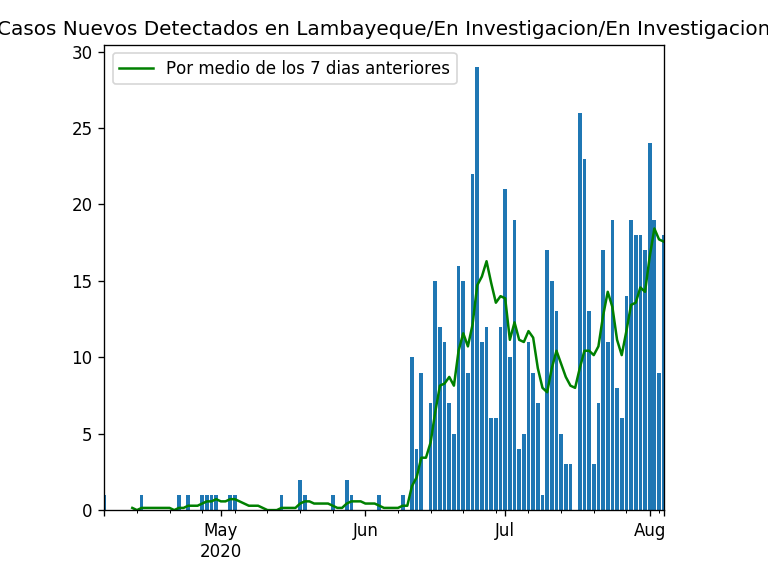 Casos Nuevos Detectados en Lambayeque/En Investigacion/En Investigacion
Por medio de los 7 dias anteriores
30
25
20
15
10
5
0
May Jun Jul Aug
2020